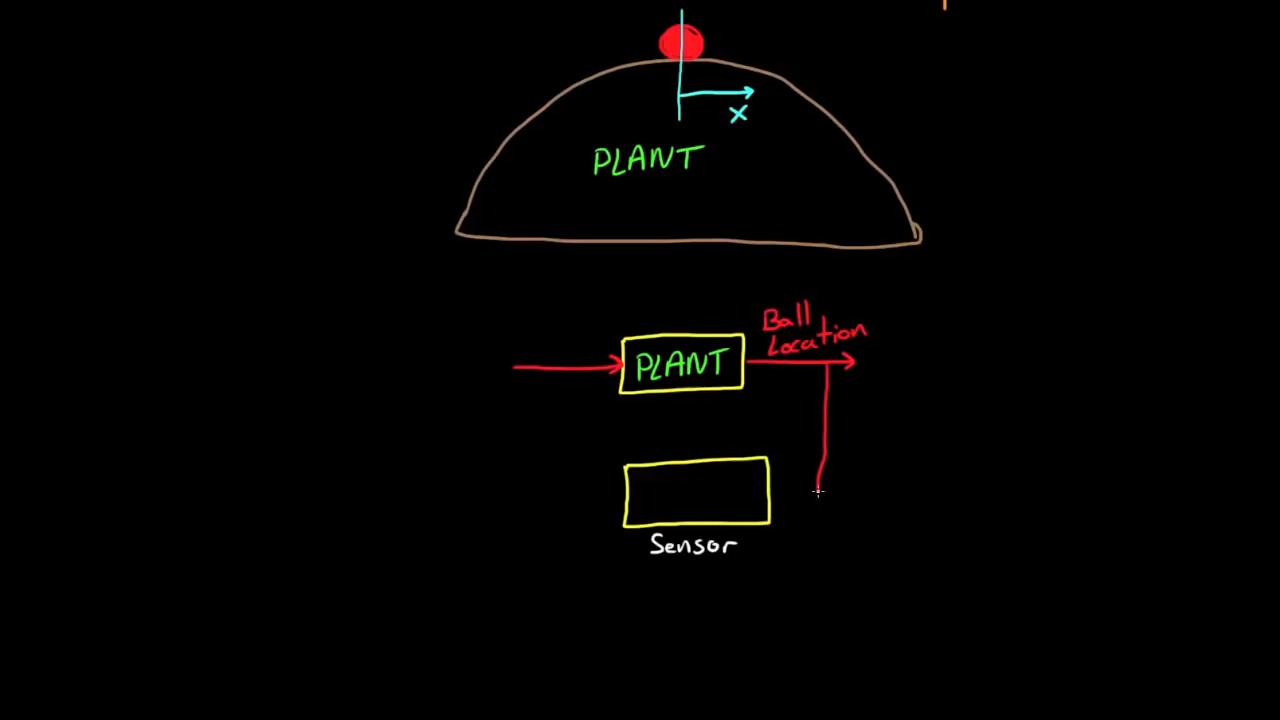 x
PLANT
Ball
Location
PLANT
Sensor